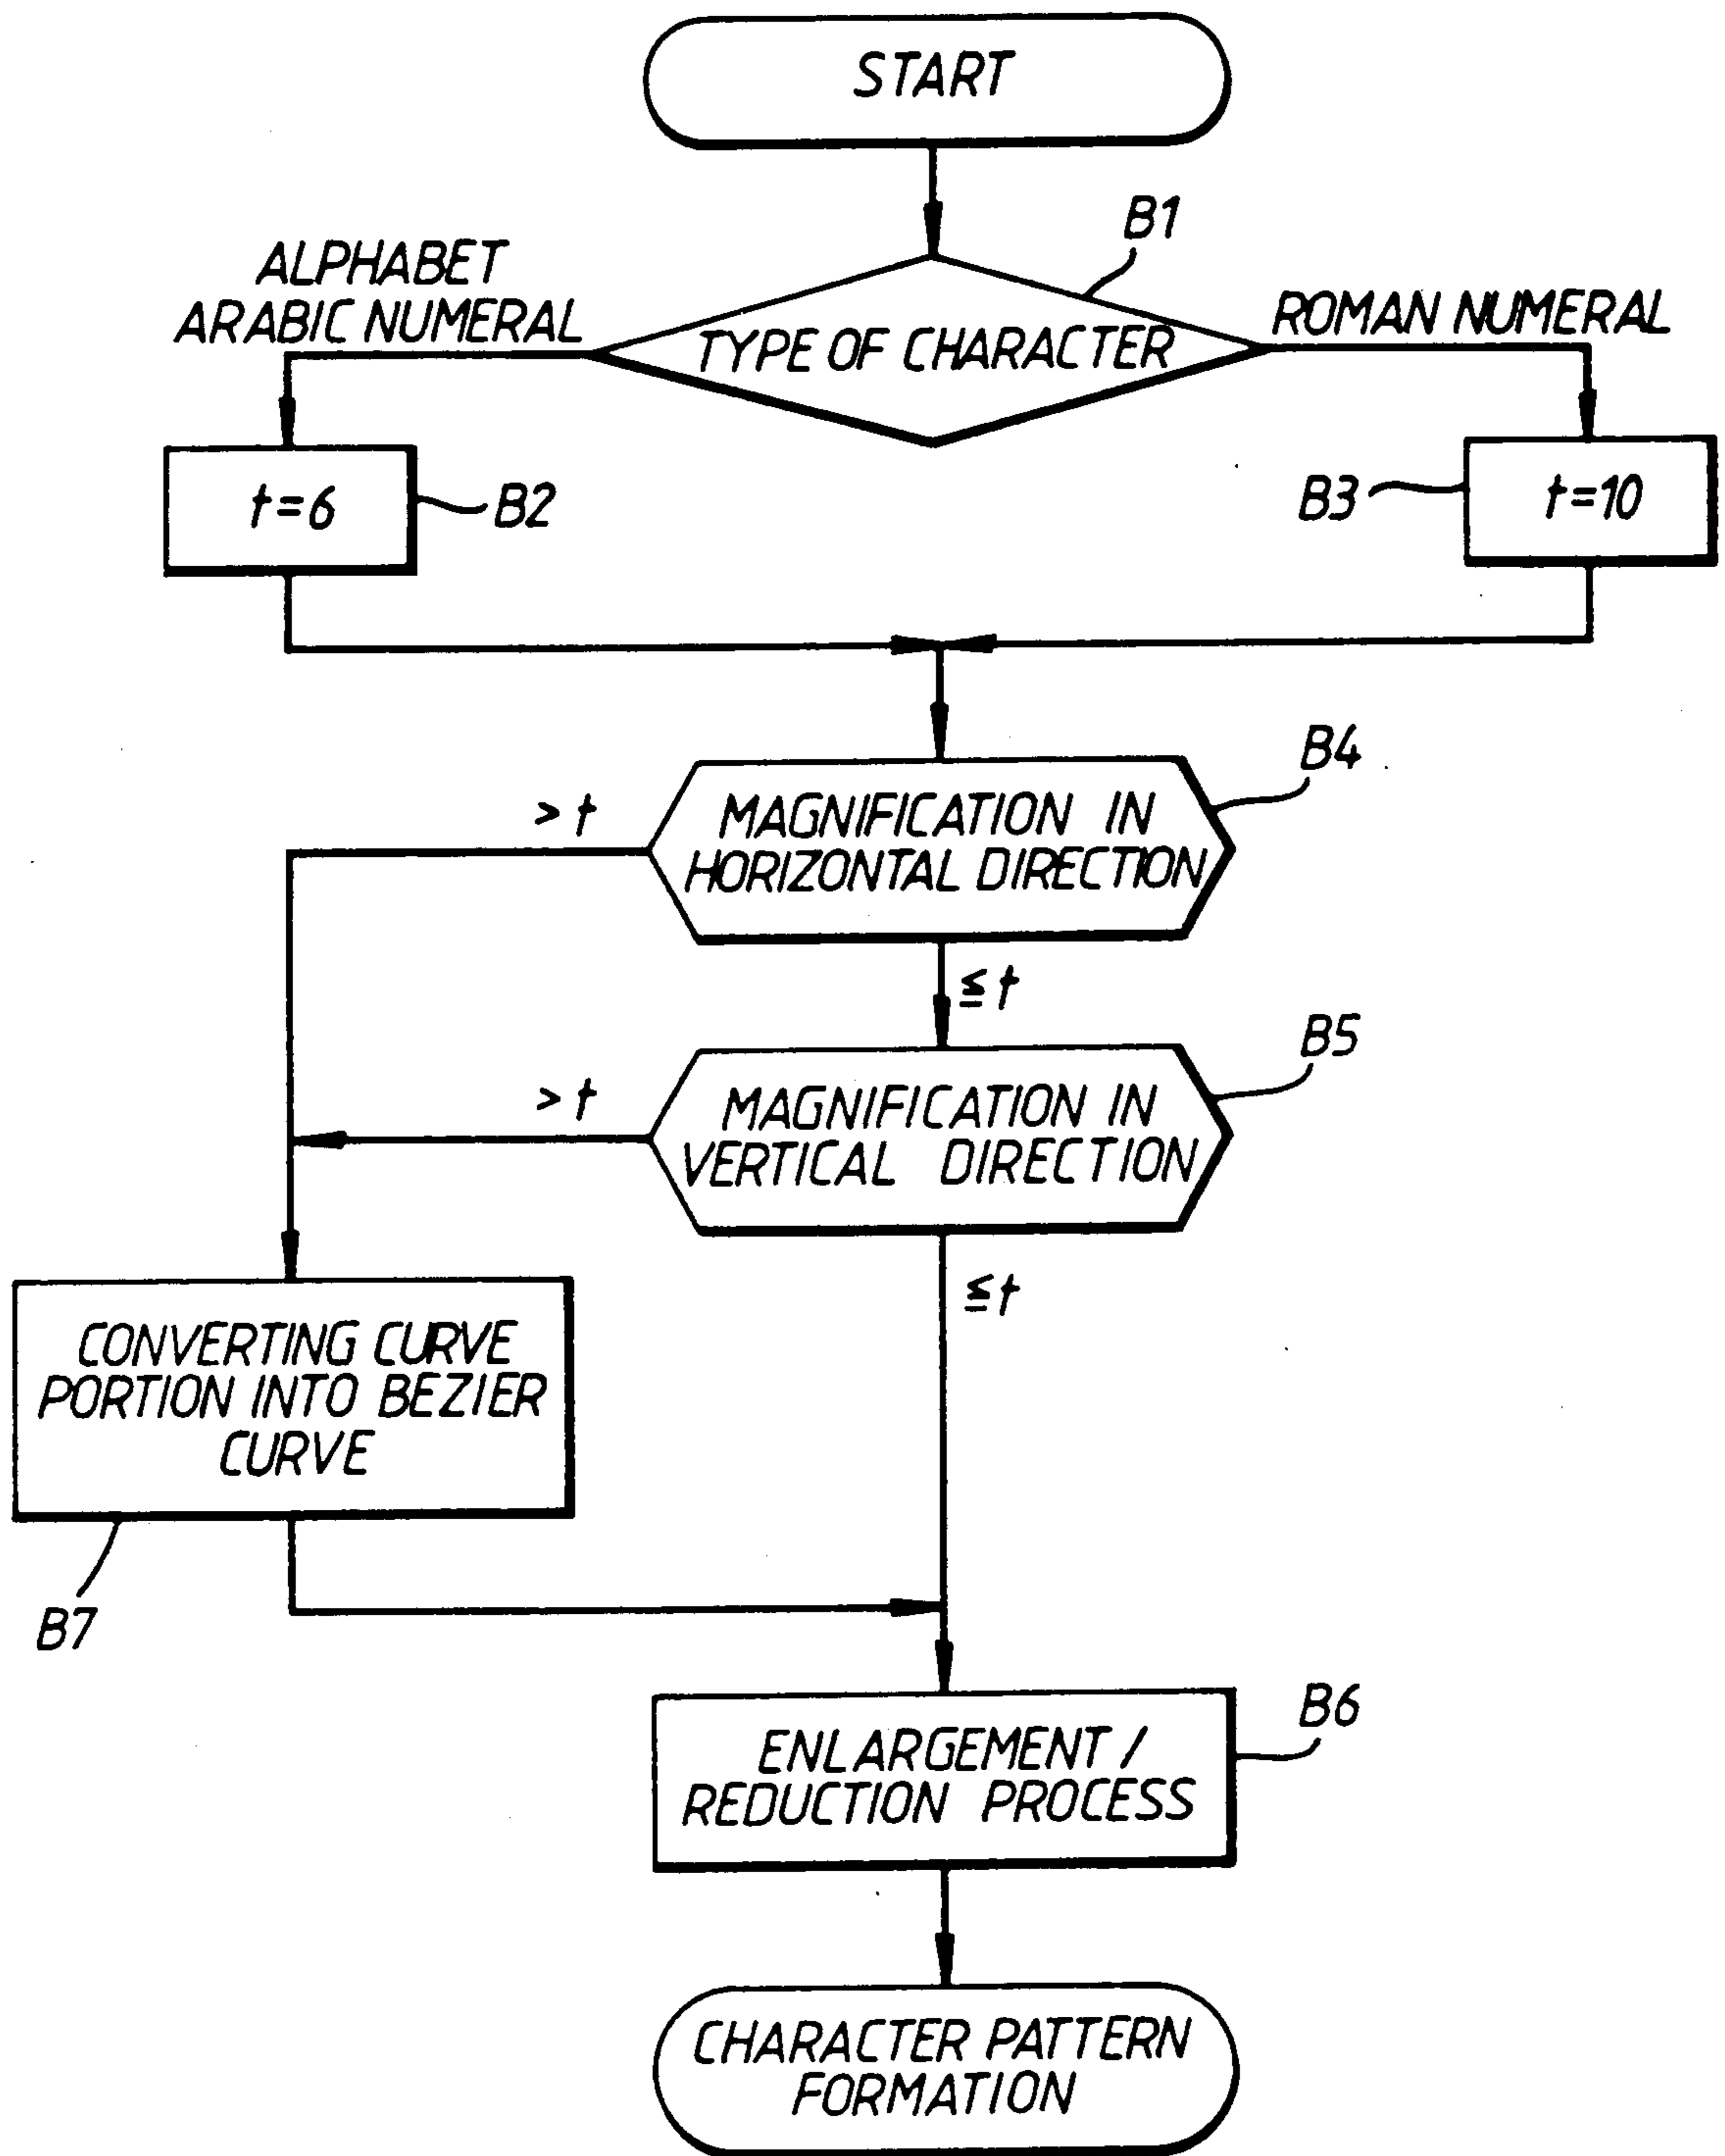 START
B1
ALPHABET
ARABIC NUMERAL
TYPE OF CHARACTER
ROMAN NUMERAL
t=6
B2
B3
t=10
B4
> t
MAGNIFICATION IN
HORIZONTAL DIRECTION
≦ t
B5
> t
MAGNIFICATION IN
VERTICAL DIRECTION
≦ t
CONVERTING CURVE
PORTION INTO BEZIER
CURVE
B7
B6
ENLARGEMENT /
REDUCTION PROCESS
CHARACTER PATTERN
FORMATION